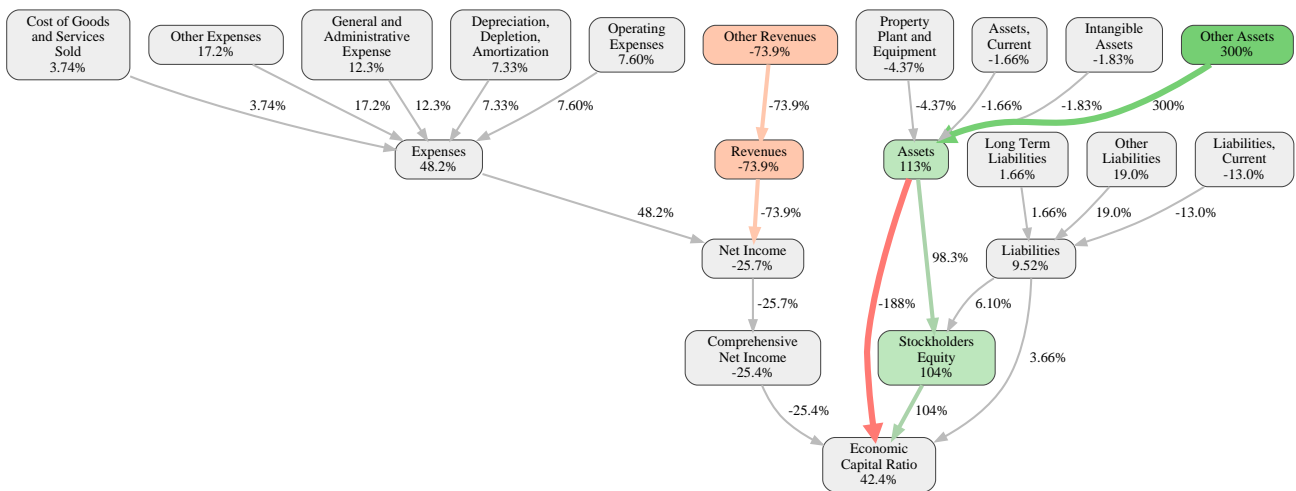 Cost of Goods
and Services
Sold
3.74%
Other Expenses
17.2%
General and
Administrative
Expense
12.3%
Depreciation,
Depletion,
Amortization
7.33%
Operating
Expenses
7.60%
Other Revenues
-73.9%
Property
Plant and
Equipment
-4.37%
Assets,
Current
-1.66%
Intangible
Assets
-1.83%
Other Assets
300%
3.74%
17.2%
12.3%
7.33%
7.60%
-73.9%
-4.37%
-1.66%
-1.83%
300%
Expenses
48.2%
Revenues
-73.9%
Assets
113%
Long Term
Liabilities
1.66%
Other
Liabilities
19.0%
Liabilities,
Current
-13.0%
48.2%
-73.9%
1.66%
19.0%
-13.0%
Net Income
-25.7%
98.3%
Liabilities
9.52%
-25.7%
-188%
6.10%
Comprehensive
Net Income
-25.4%
Stockholders
Equity
104%
3.66%
-25.4%
104%
Economic
Capital Ratio
42.4%